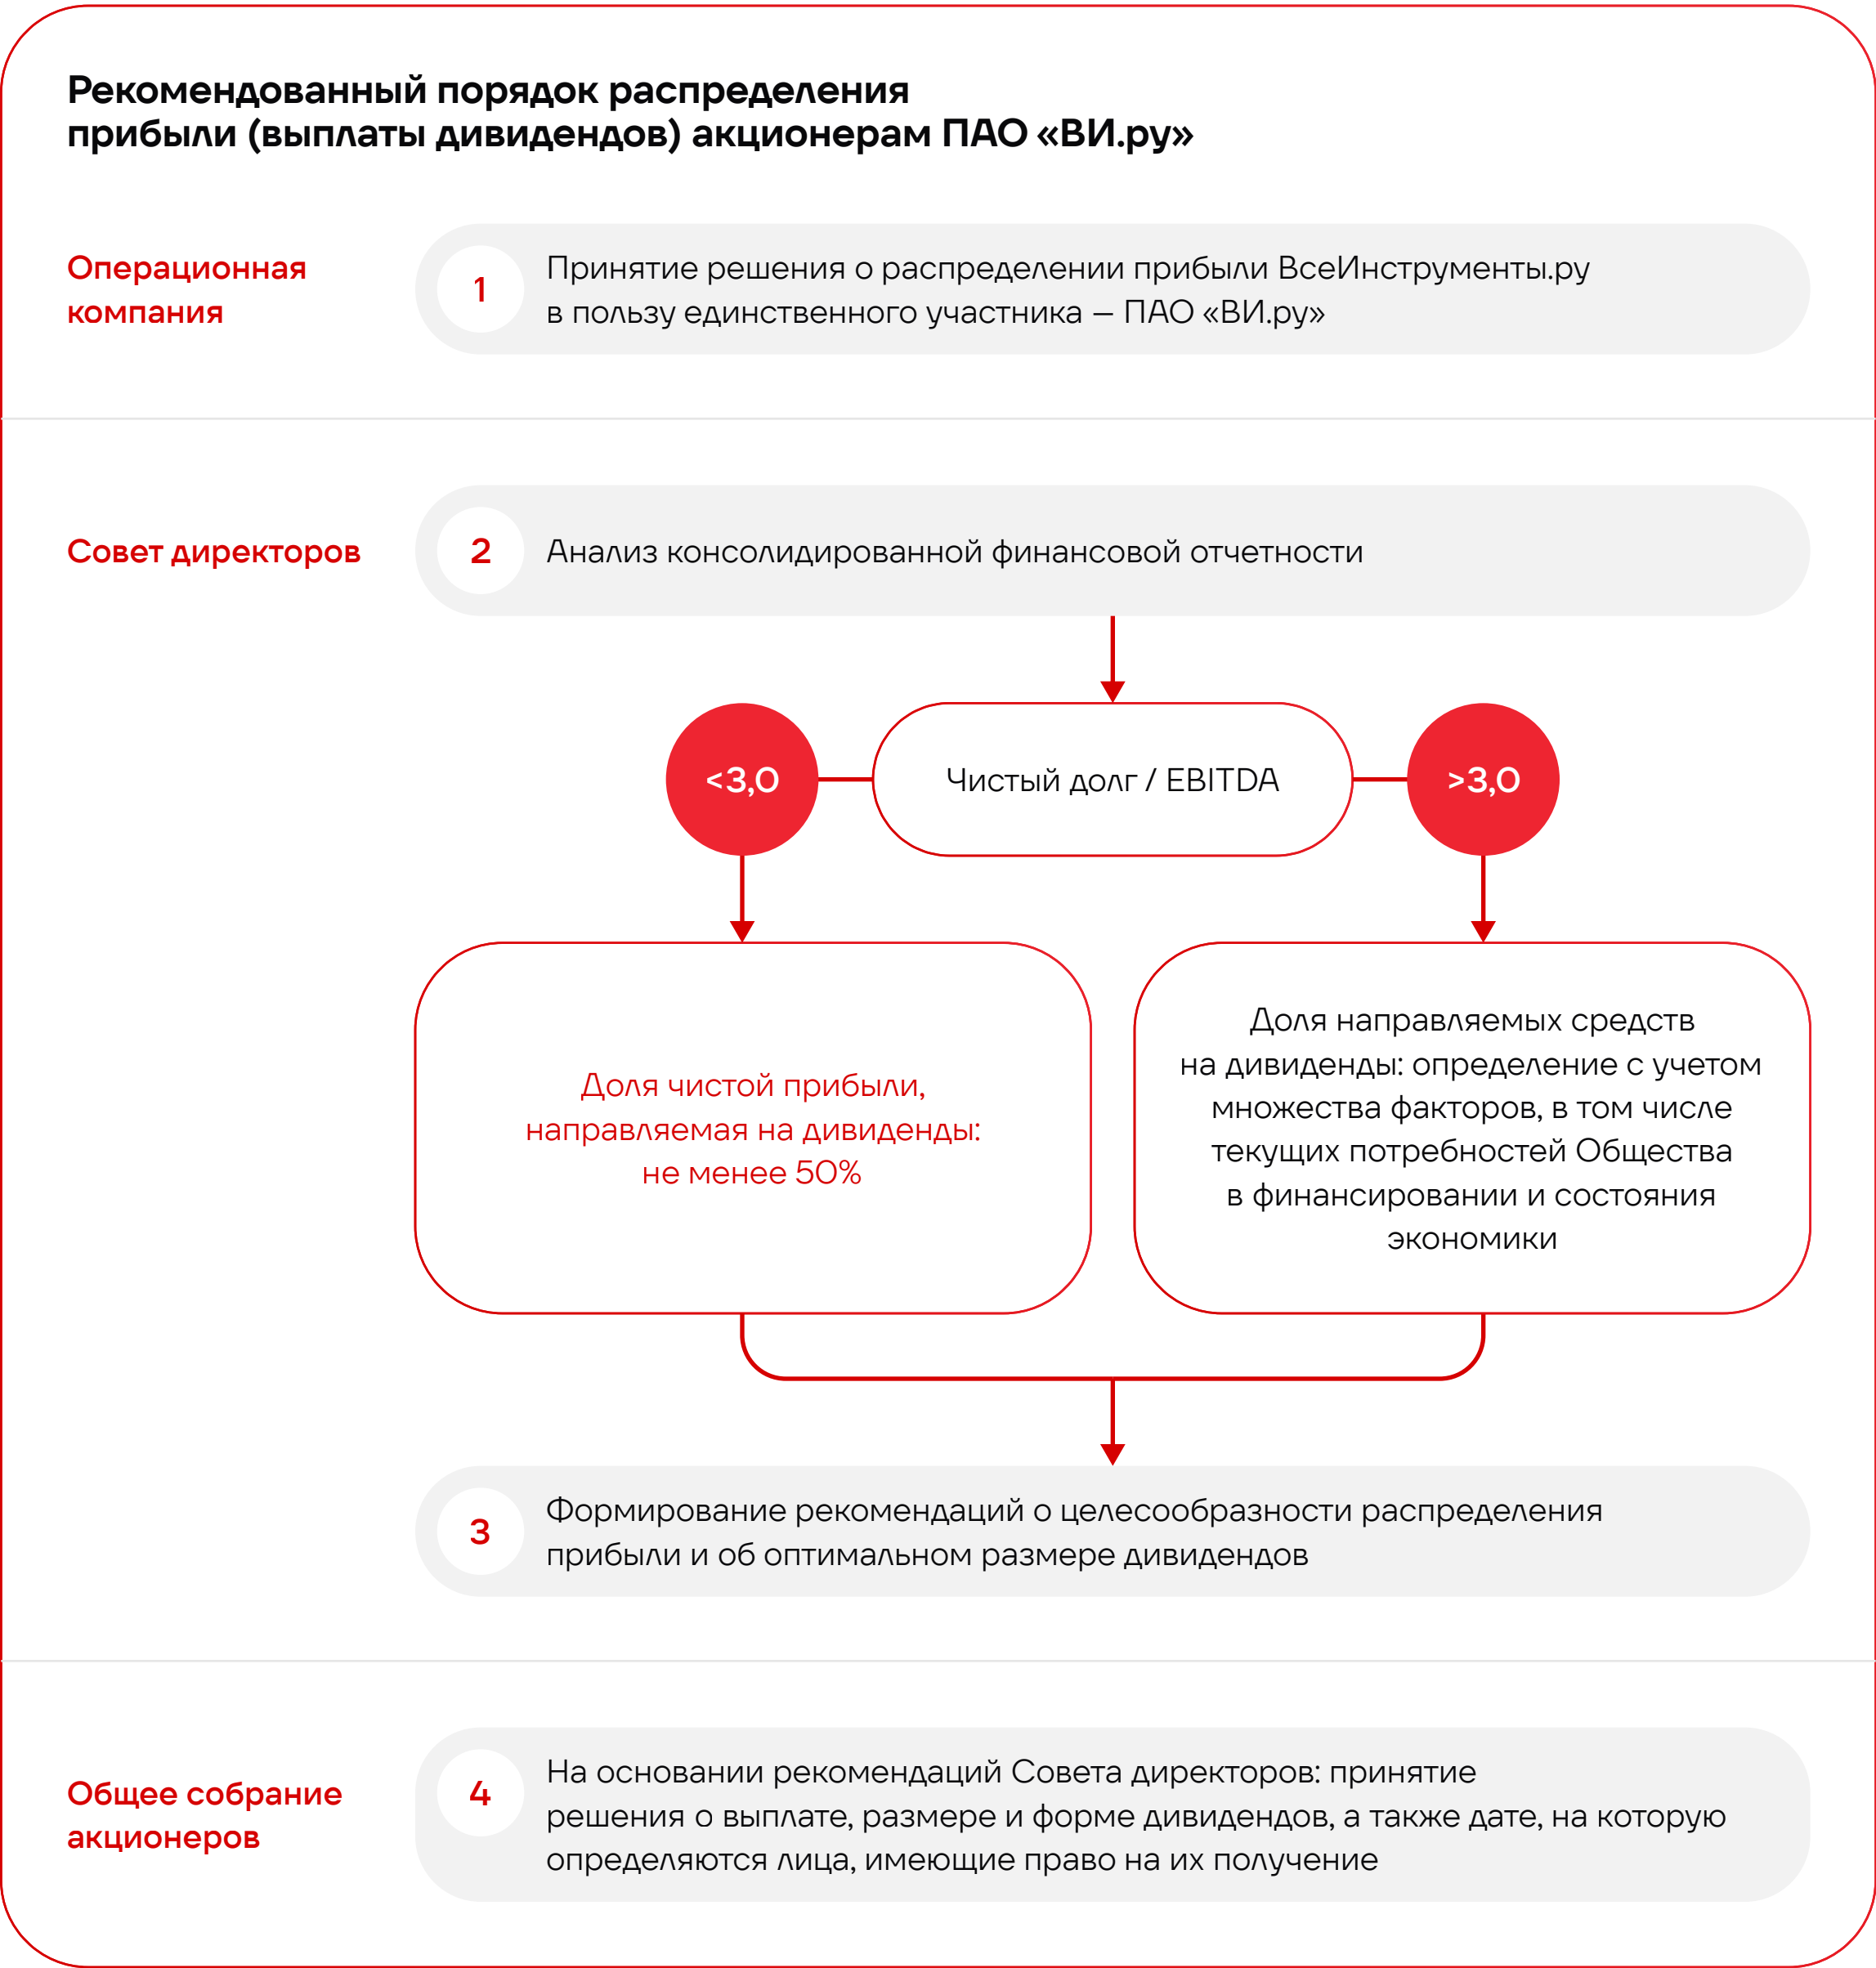 Рекомендованный порядок распределения
прибыли (выплаты дивидендов) акционерам ПАО «ВИ.ру»
Операционная
компания
1
Принятие решения о распределении прибыли ВсеИнструменты.ру
в пользу единственного участника — ПАО «ВИ.ру»
Совет директоров
2
Анализ консолидированной финансовой отчетности
<3,0
Чистый долг / EBITDA
>3,0
Доля чистой прибыли,
направляемая на дивиденды:
не менее 50%
Доля направляемых средств
на дивиденды: определение с учетом
множества факторов, в том числе
текущих потребностей Общества
в финансировании и состояния
экономики
3
Формирование рекомендаций о целесообразности распределения
прибыли и об оптимальном размере дивидендов
Общее собрание
акционеров
4
На основании рекомендаций Совета директоров: принятие
решения о выплате, размере и форме дивидендов, а также дате, на которую
определяются лица, имеющие право на их получение